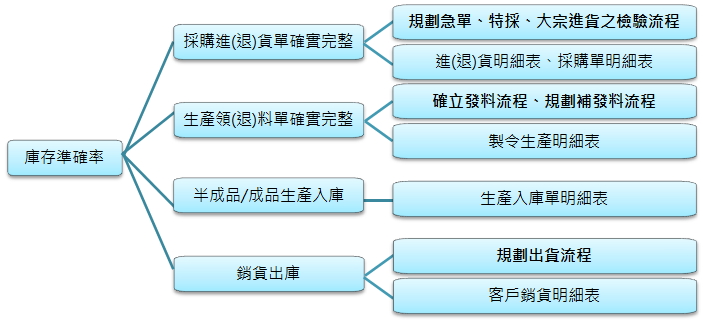 庫存準確率
採購進(退)貨單確實完整
規劃急單、特採、大宗進貨之檢驗流程
進(退)貨明細表、採購單明細表
生產領(退)料單確實完整
確立發料流程、規劃補發料流程
製令生產明細表
半成品/成品生產入庫
生產入庫單明細表
銷貨出庫
規劃出貨流程
客戶銷貨明細表